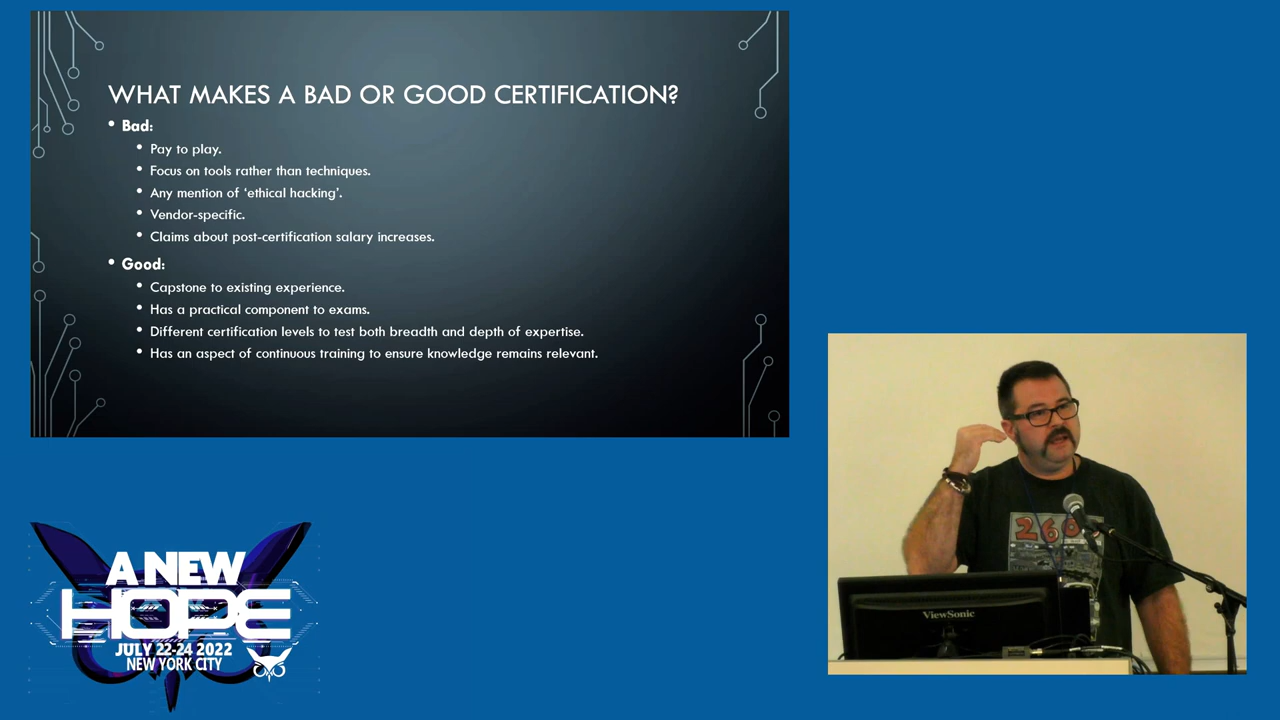 WHAT MAKES A BAD OR GOOD CERTIFICATION?
• Bad:
• Pay to play.
• Focus on tools rather than techniques.
• Any mention of ‘ethical hacking’.
• Vendor-specific.
• Claims about post-certification salary increases.
• Good:
• Capstone to existing experience.
• Has a practical component to exams.
• Different certification levels to test both breadth and depth of expertise.
• Has an aspect of continuous training to ensure knowledge remains relevant.
A NEW
HOPE
JULY 22-24 2022
NEW YORK CITY
2600
ViewSonic